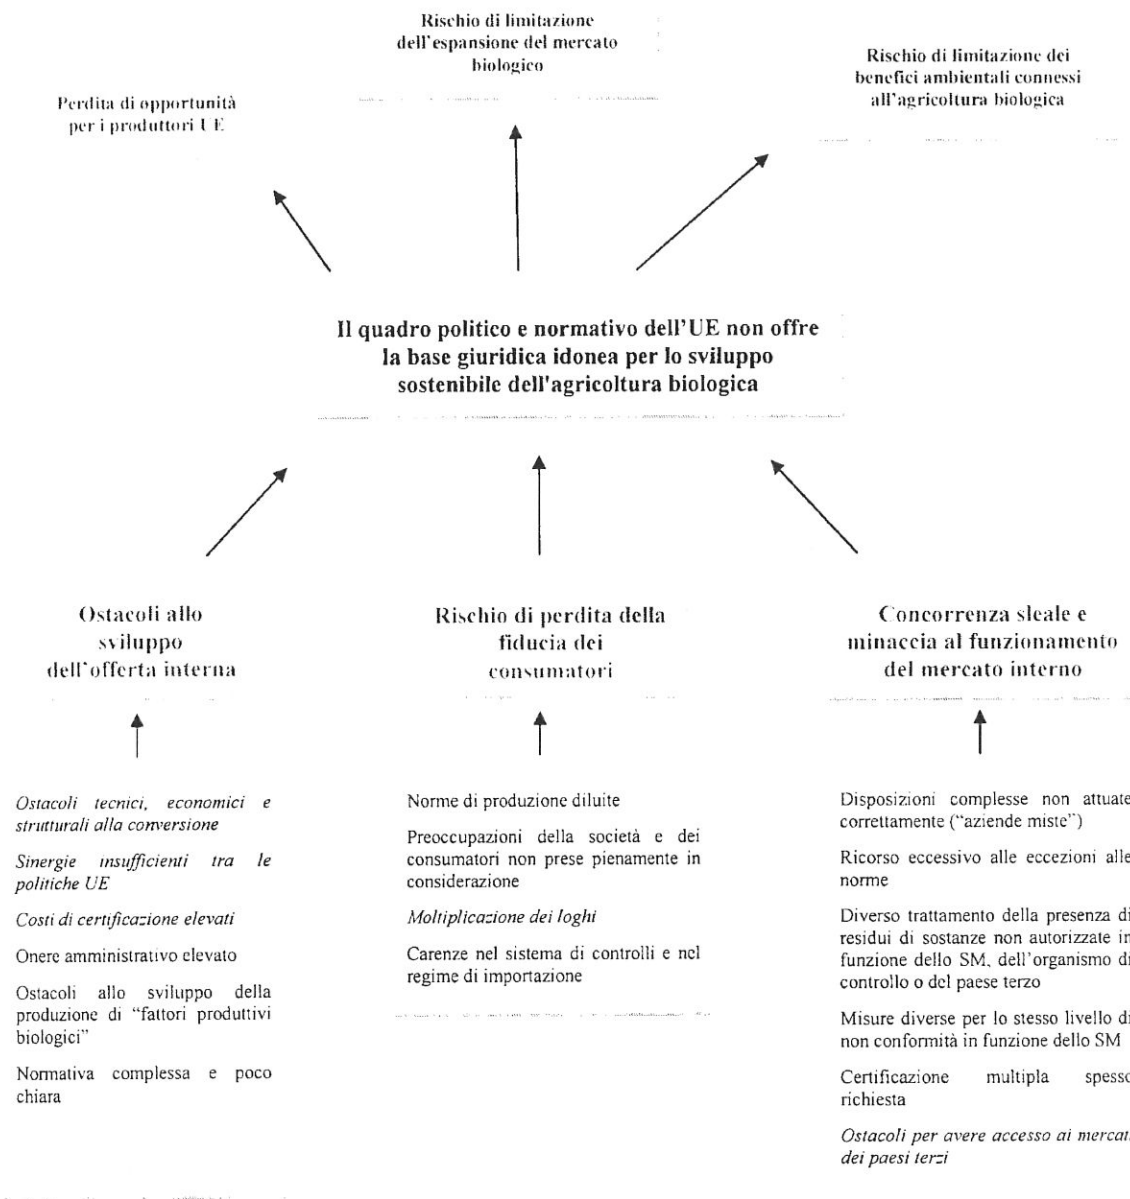 Rischio di limitazione
dell'espansione del mercato
biologico
Rischio di limitazione dei
benefici ambientali connessi
all'agricoltura biologica
Perdita di opportunità
per i produttori UE
Il quadro politico e normativo dell'UE non offre
la base giuridica idonea per lo sviluppo
sostenibile dell'agricoltura biologica
Ostacoli allo
sviluppo
dell'offerta interna
Rischio di perdita della
fiducia dei
consumatori
Concorrenza sleale e
minaccia al funzionamento
del mercato interno
Ostacoli tecnici, economici e
strutturali alla conversione
Sinergie insufficienti tra le
politiche UE
Costi di certificazione elevati
Onere amministrativo elevato
Ostacoli allo sviluppo della
produzione di “fattori produttivi
biologici”
Normativa complessa e poco
chiara
Norme di produzione diluite
Preoccupazioni della società e dei
consumatori non prese pienamente in
considerazione
Moltiplicazione dei loghi
Carenze nel sistema di controlli e nel
regime di importazione
Disposizioni complesse non attuate
correttamente (“aziende miste”)
Ricorso eccessivo alle eccezioni alle
norme
Diverso trattamento della presenza di
residui di sostanze non autorizzate in
funzione dello SM, dell'organismo di
controllo o del paese terzo
Misure diverse per lo stesso livello di
non conformità in funzione dello SM
Certificazione multipla spesso
richiesta
Ostacoli per avere accesso ai mercati
dei paesi terzi